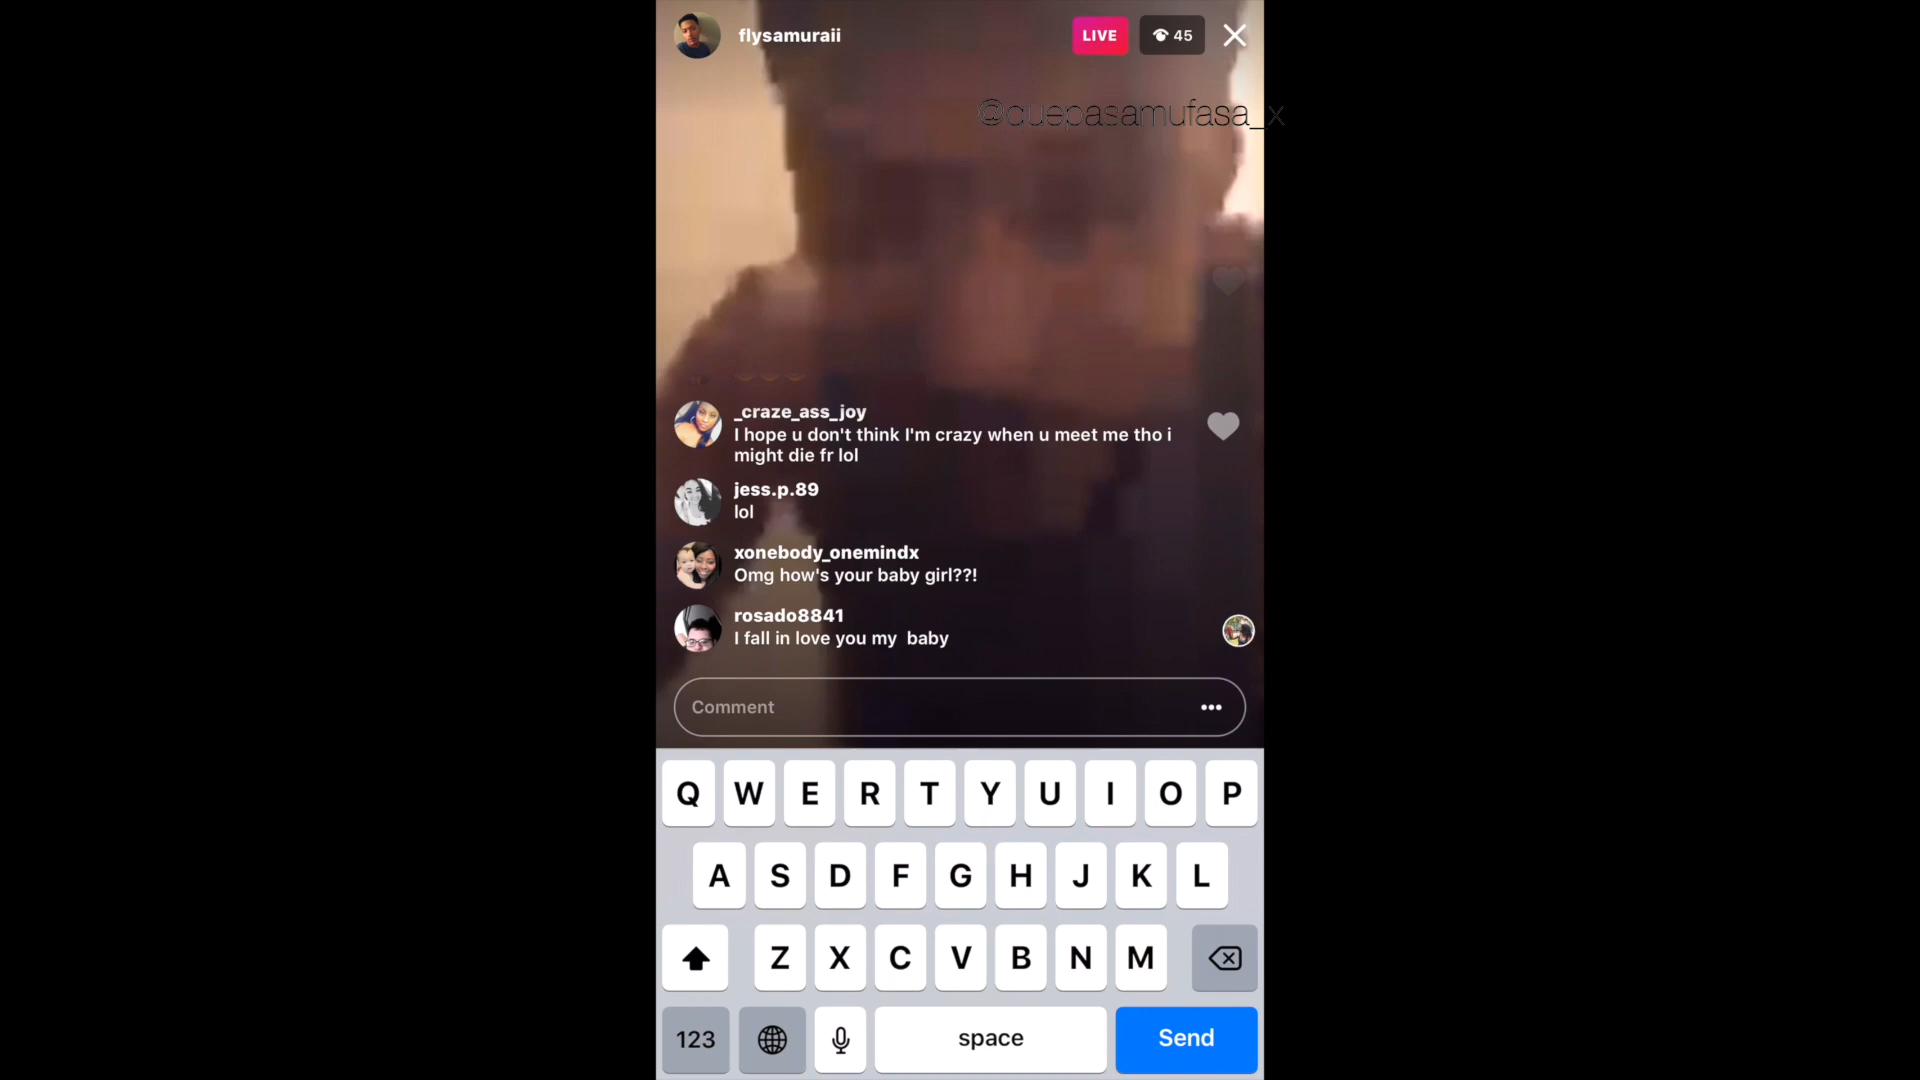 flysamuraii
LIVE
45
@quepasamufasa_x
_craze_ass_joy
I hope u don't think I'm crazy when u meet me tho i
might die fr lol
jess.p.89
lol
xonebody_onemindx
Omg how's your baby girl??!
rosado8841
I fall in love you my  baby
Comment
Q W E R T Y U I O P
A S D F G H J K L
Z X C V B N M
123 space Send